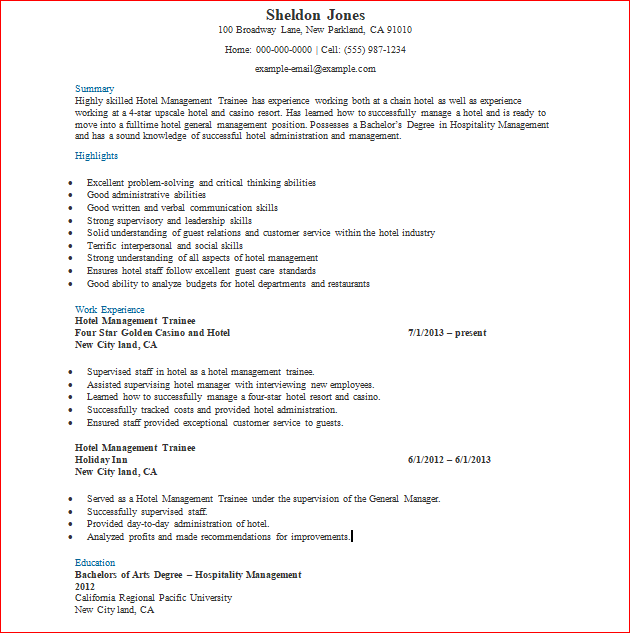 Sheldon Jones
100 Broadway Lane, New Parkland, CA 91010
Home: 000-000-0000 | Cell: (555) 987-1234
example-email@example.com
Summary
Highly skilled Hotel Management Trainee has experience working both at a chain hotel as well as experience
working at a 4-star upscale hotel and casino resort. Has learned how to successfully manage a hotel and is ready to
move into a fulltime hotel general management position. Possesses a Bachelor's Degree in Hospitality Management
and has a sound knowledge of successful hotel administration and management.
Highlights
• Excellent problem-solving and critical thinking abilities
• Good administrative abilities
• Good written and verbal communication skills
• Strong supervisory and leadership skills
• Solid understanding of guest relations and customer service within the hotel industry
• Terrific interpersonal and social skills
• Strong understanding of all aspects of hotel management
• Ensures hotel staff follow excellent guest care standards
• Good ability to analyze budgets for hotel departments and restaurants
Work Experience
Hotel Management Trainee
Four Star Golden Casino and Hotel 7/1/2013 – present
New City land, CA
• Supervised staff in hotel as a hotel management trainee.
• Assisted supervising hotel manager with interviewing new employees.
• Learned how to successfully manage a four-star hotel resort and casino.
• Successfully tracked costs and provided hotel administration.
• Ensured staff provided exceptional customer service to guests.
Hotel Management Trainee
Holiday Inn 6/1/2012 – 6/1/2013
New City land, CA
• Served as a Hotel Management Trainee under the supervision of the General Manager.
• Successfully supervised staff.
• Provided day-to-day administration of hotel.
• Analyzed profits and made recommendations for improvements.
Education
Bachelors of Arts Degree – Hospitality Management
2012
California Regional Pacific University
New City land, CA